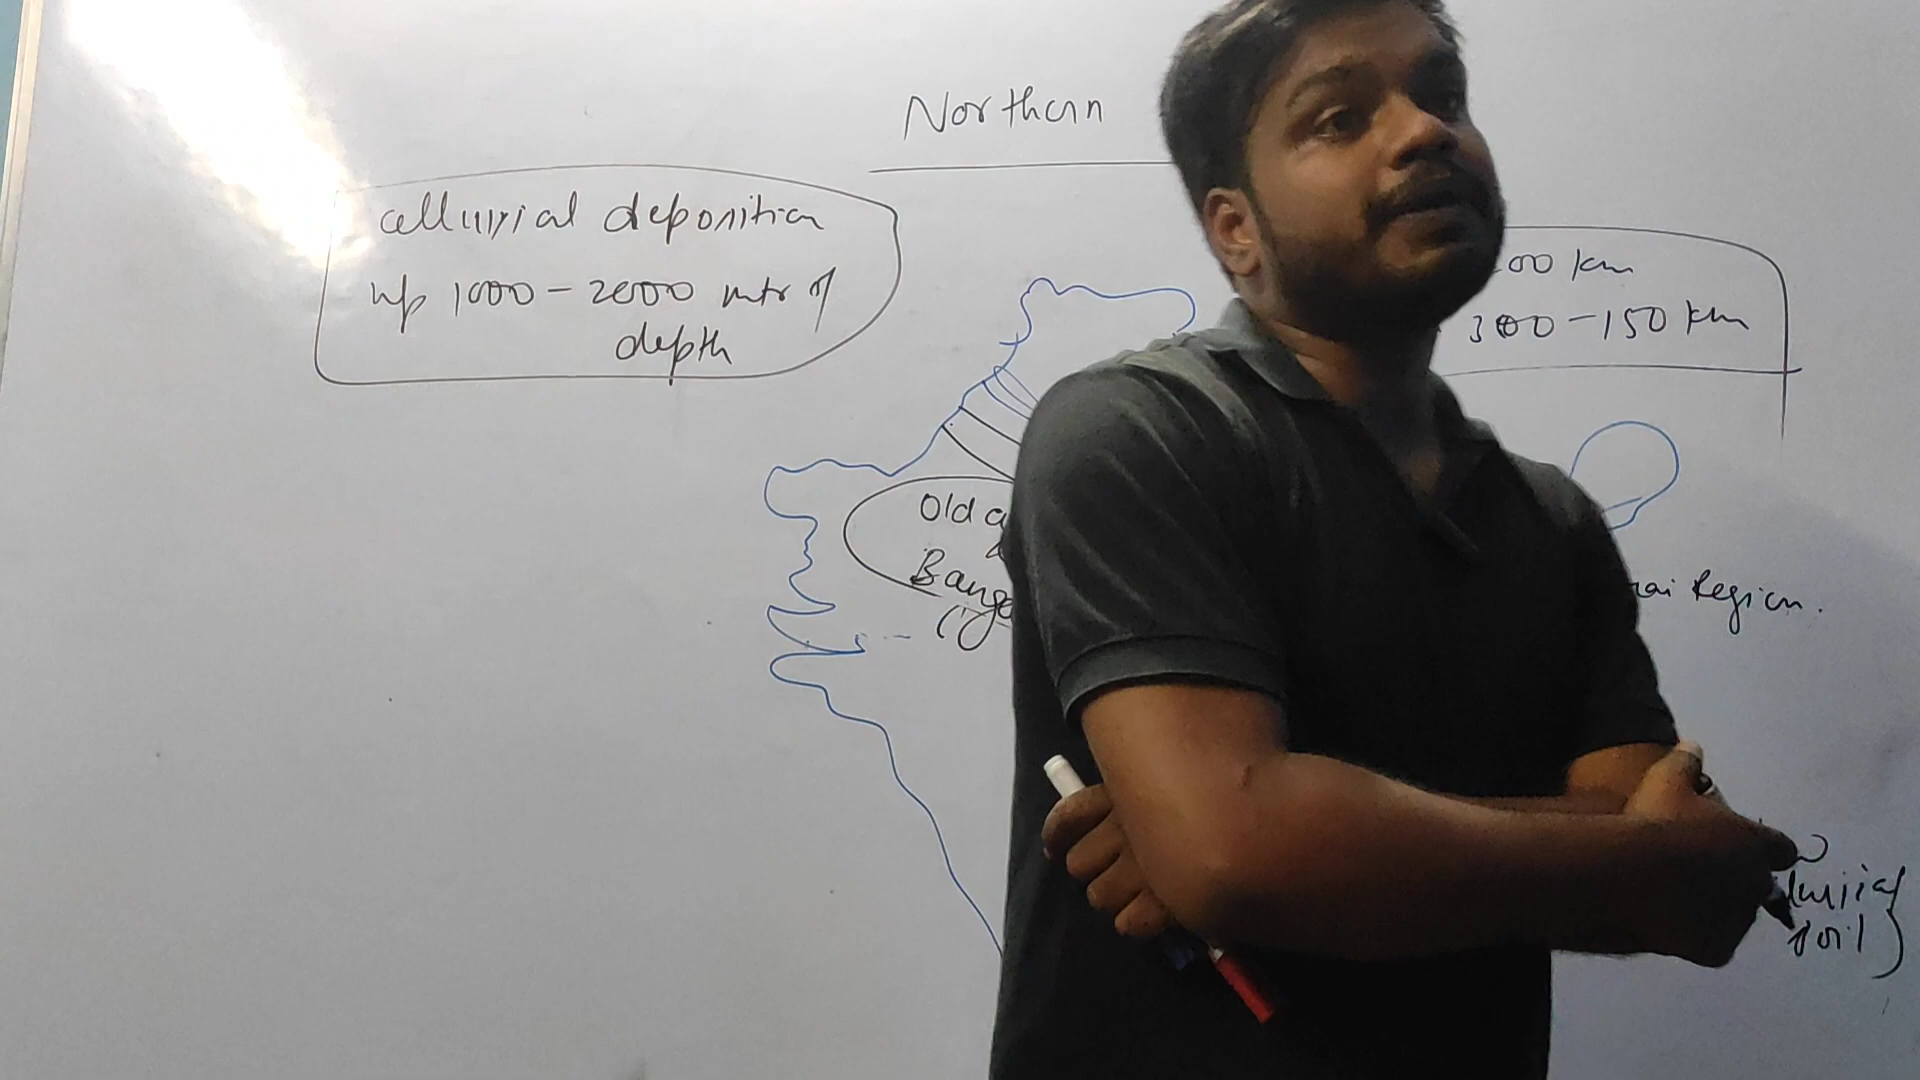 Northern
alluvial deposition
up 1000 - 2000 mtr of
depth
00 km
300 - 150 km
Old a
Bang
rai Region.
luvial
soil)